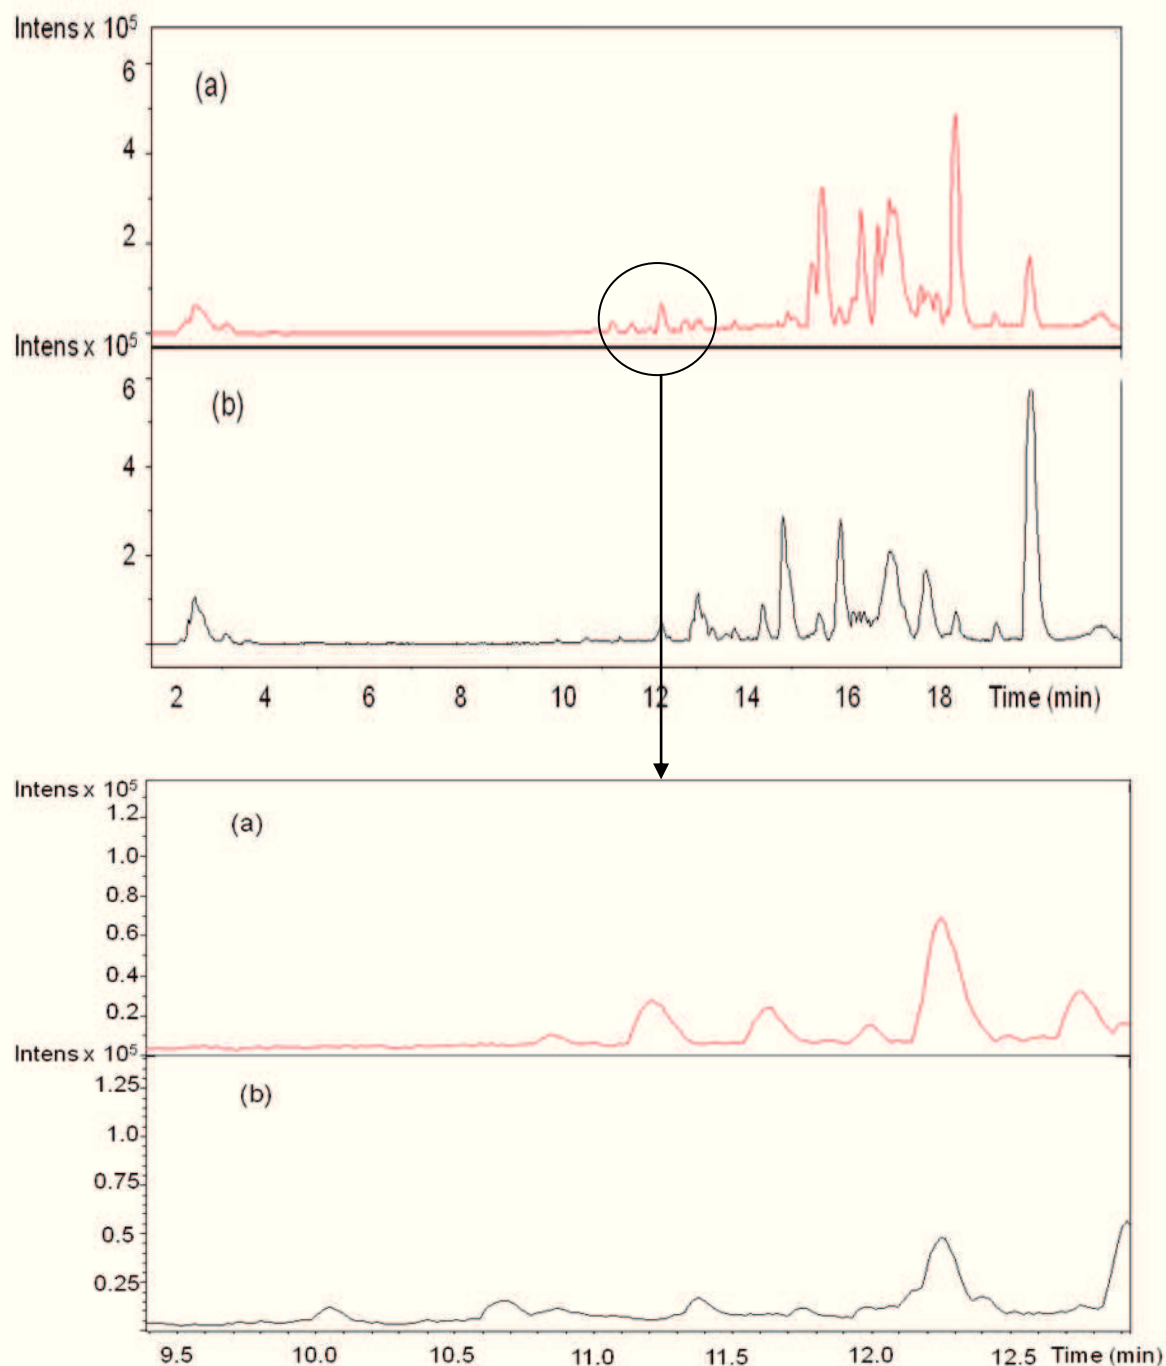 Intens x 10⁵
6
(a)
4
2
Intens x 10⁵
6
(b)
4
2
2 4 6 8 10 12 14 16 18 Time (min)
Intens x 10⁵
1.2
(a)
1.0
0.8
0.6
0.4
0.2
Intens x 10⁵
1.25
(b)
1.0
0.75
0.5
0.25
9.5 10.0 10.5 11.0 11.5 12.0 12.5 Time (min)